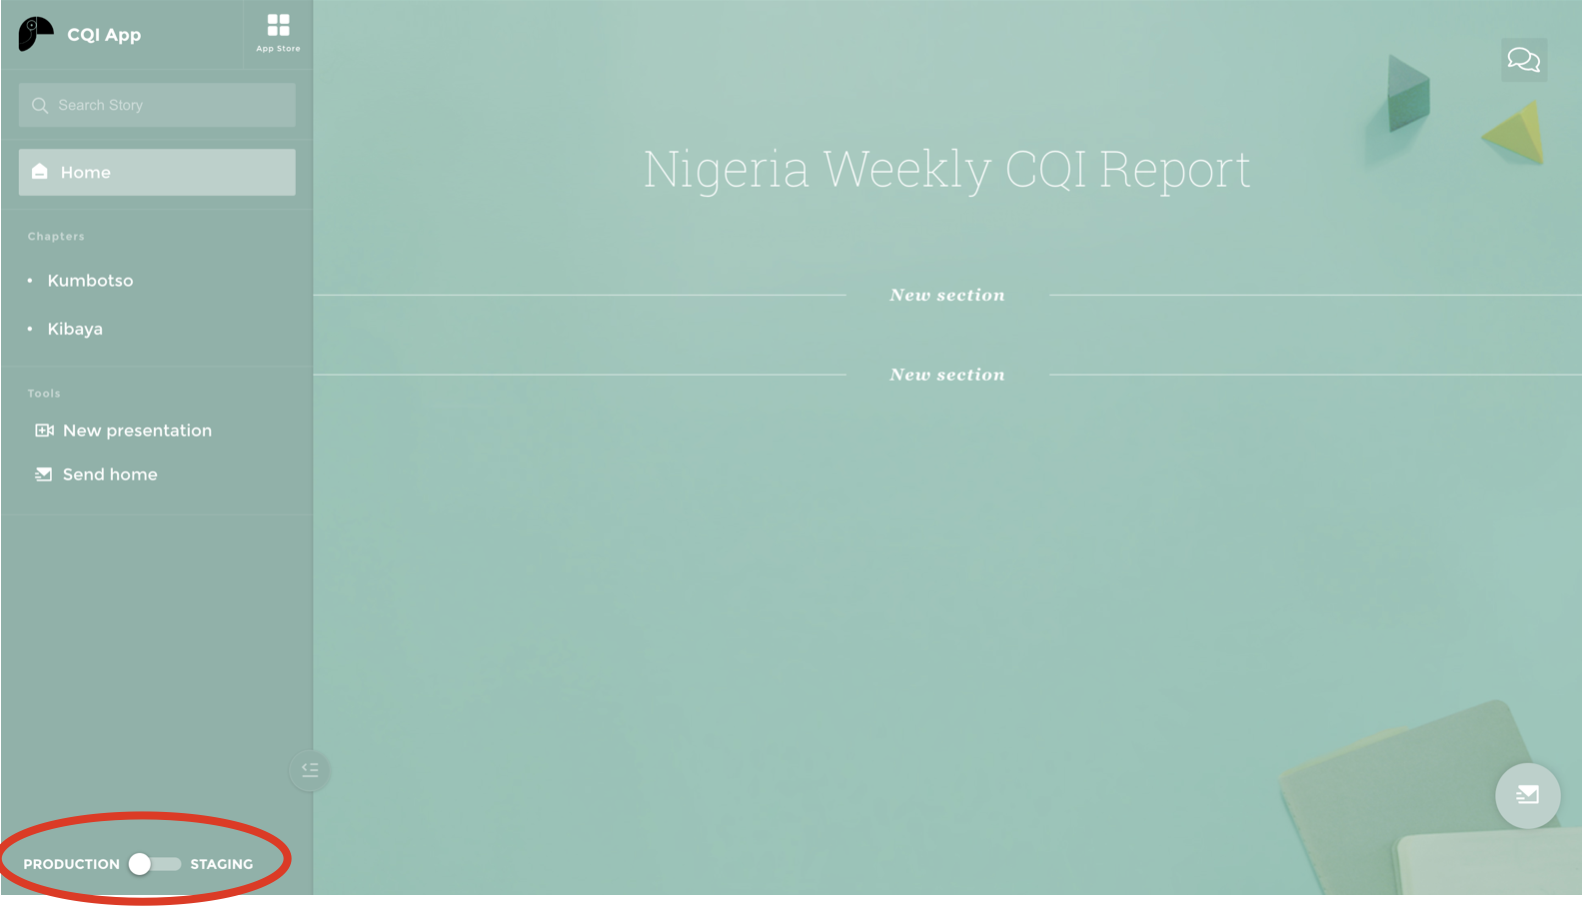 CQI App
App Store
Search Story
Home
Chapters
• Kumbotso
• Kibaya
Tools
New presentation
Send home
PRODUCTION
STAGING
Nigeria Weekly CQI Report
New section
New section